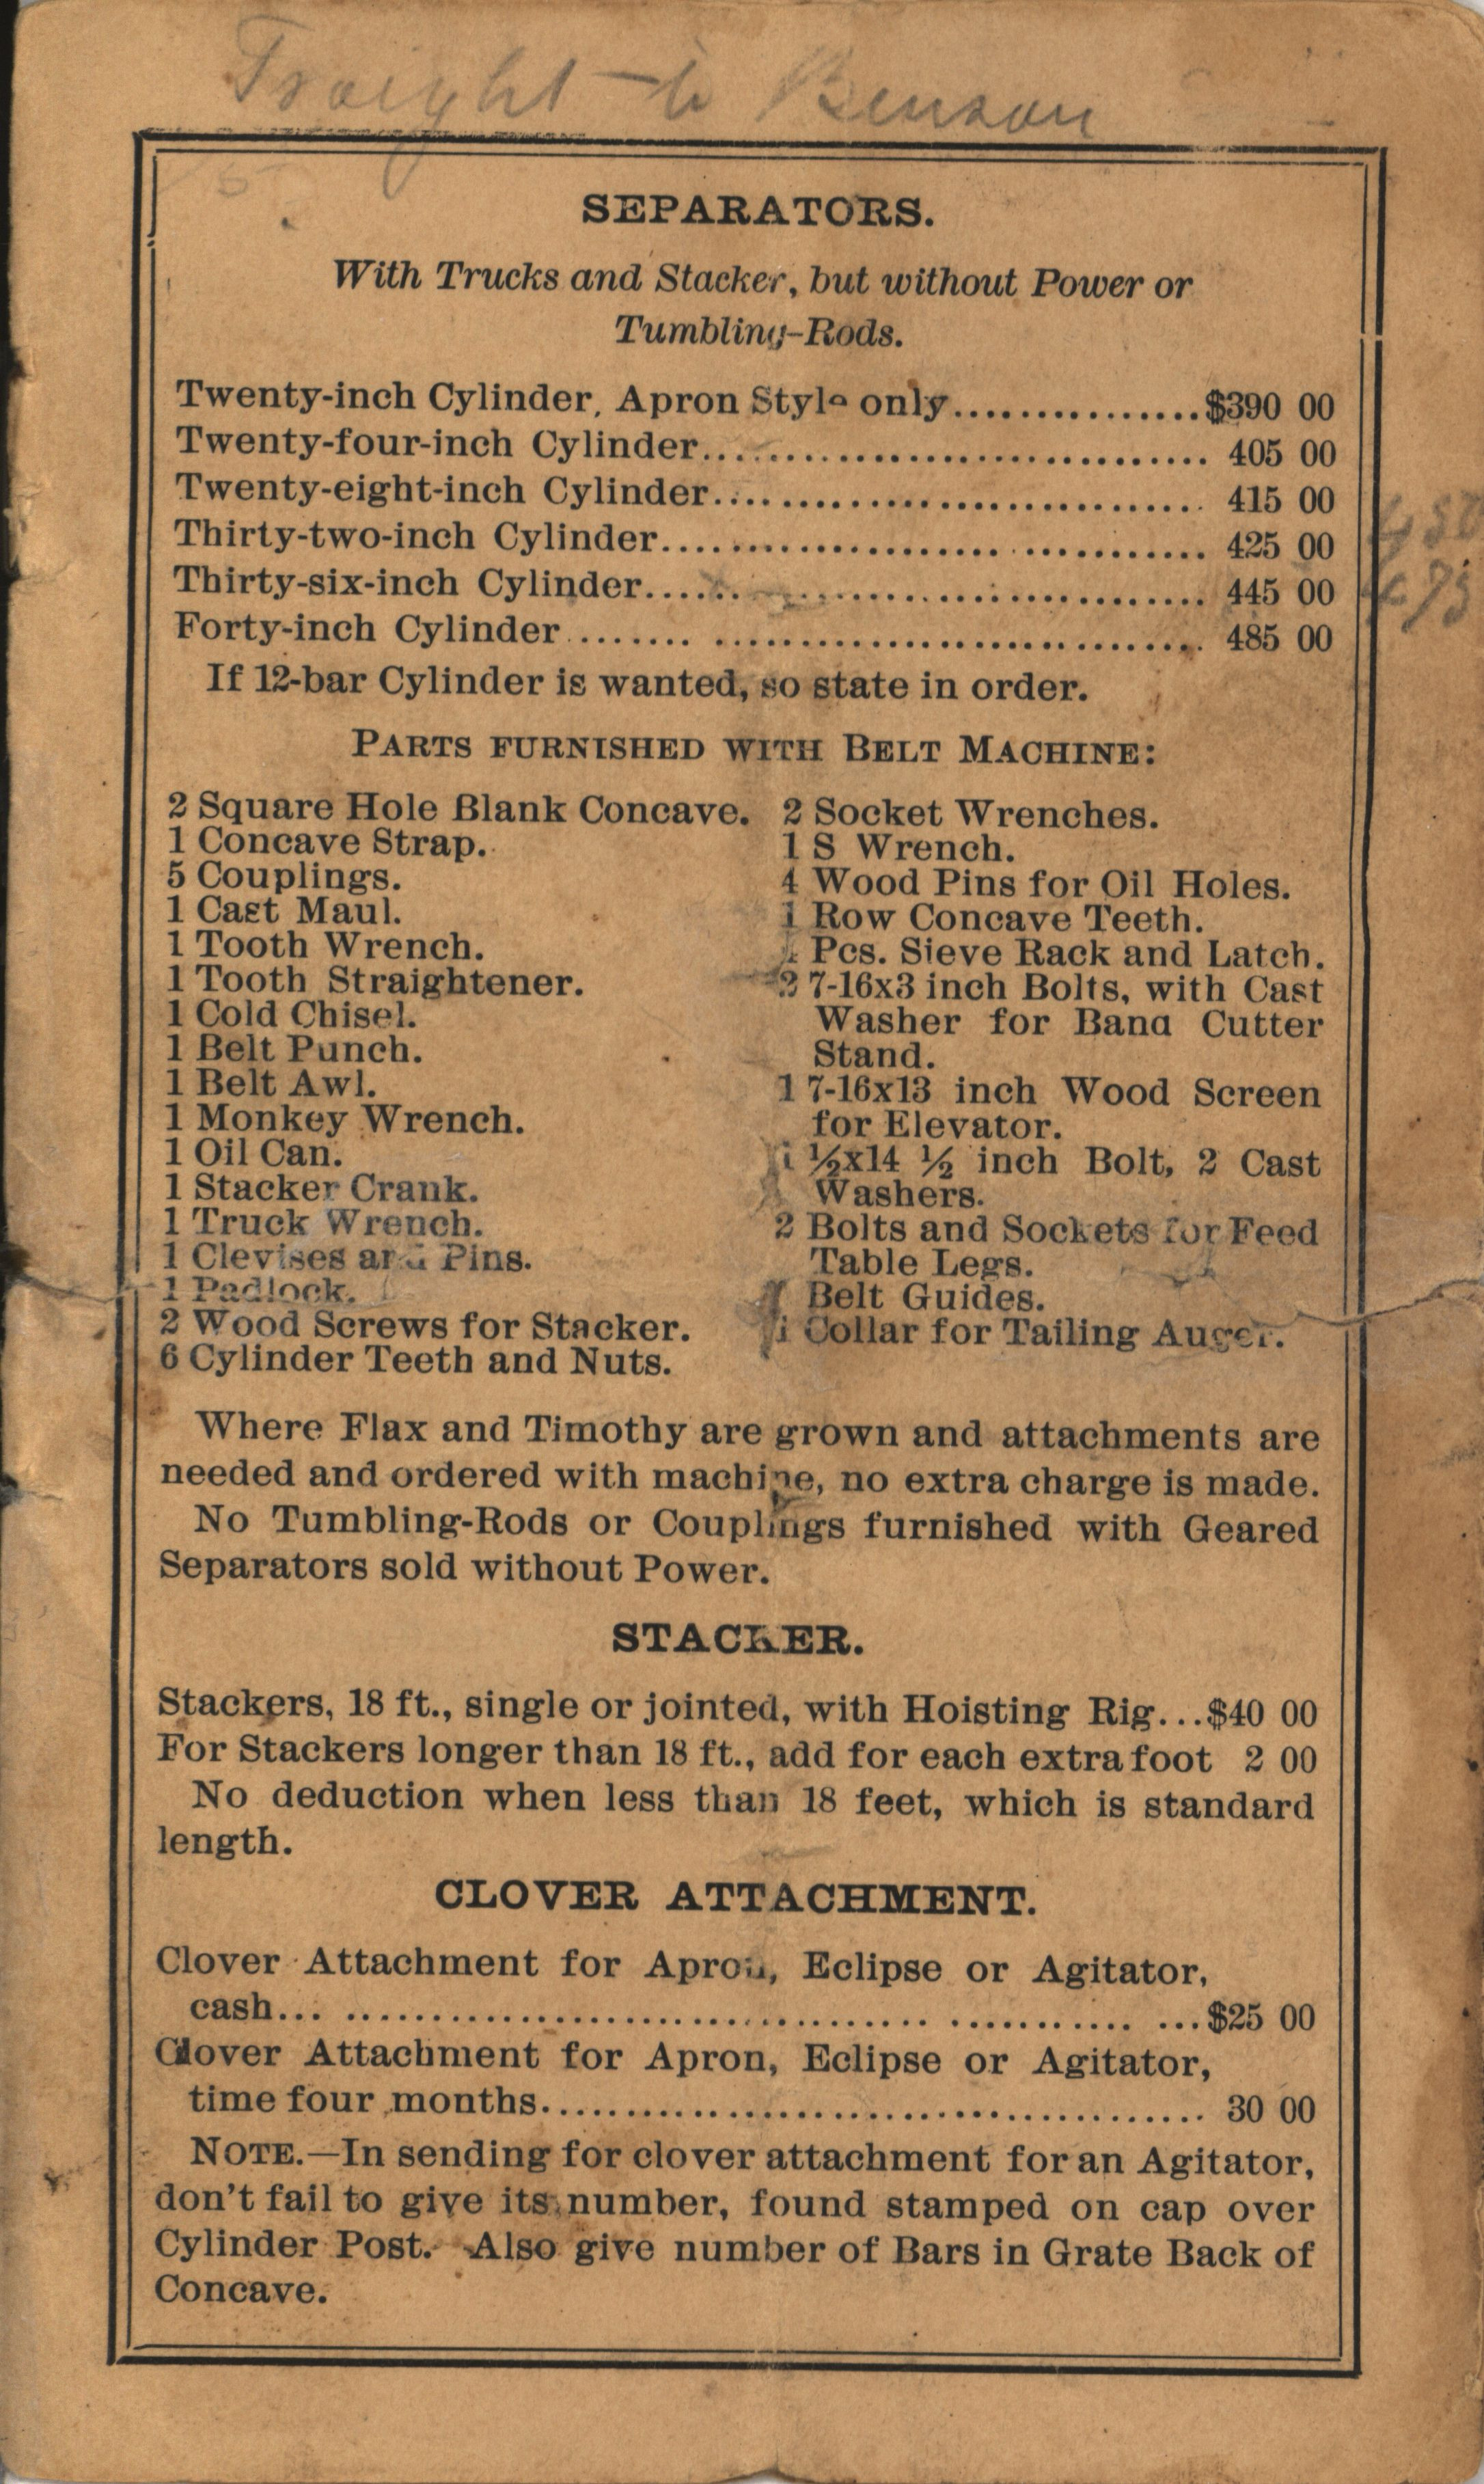 Fraight to Benson
SEPARATORS.
With Trucks and Stacker, but without Power or
Tumbling-Rods.
Twenty-inch Cylinder, Apron Style only...............$390 00
Twenty-four-inch Cylinder............................... 405 00
Twenty-eight-inch Cylinder.............................. 415 00
Thirty-two-inch Cylinder................................. 425 00
Thirty-six-inch Cylinder.................................. 445 00
Forty-inch Cylinder........ .............................. 485 00
If 12-bar Cylinder is wanted, so state in order.
PARTS FURNISHED WITH BELT MACHINE:
2 Square Hole Blank Concave.
1 Concave Strap.
5 Couplings.
1 Cast Maul.
1 Tooth Wrench.
1 Tooth Straightener.
1 Cold Chisel.
1 Belt Punch.
1 Belt Awl.
1 Monkey Wrench.
1 Oil Can.
1 Stacker Crank.
1 Truck Wrench.
1 Clevises and Pins.
1 Padlock.
2 Wood Screws for Stacker.
6 Cylinder Teeth and Nuts.
2 Socket Wrenches.
1 S Wrench.
4 Wood Pins for Oil Holes.
1 Row Concave Teeth.
Pcs. Sieve Rack and Latch.
2 7-16x3 inch Bolts, with Cast
Washer for Band Cutter
Stand.
1 7-16x13 inch Wood Screen
for Elevator.
1 ½x14 ½ inch Bolt, 2 Cast
Washers.
2 Bolts and Sockets for Feed
Table Legs.
Belt Guides.
1 Collar for Tailing Auger.
Where Flax and Timothy are grown and attachments are
needed and ordered with machine, no extra charge is made.
No Tumbling-Rods or Couplings furnished with Geared
Separators sold without Power.
STACKER.
Stackers, 18 ft., single or jointed, with Hoisting Rig...$40 00
For Stackers longer than 18 ft., add for each extra foot 2 00
No deduction when less than 18 feet, which is standard
length.
CLOVER ATTACHMENT.
Clover Attachment for Apron, Eclipse or Agitator,
cash... ................................... ........... ...$25 00
Clover Attachment for Apron, Eclipse or Agitator,
time four months....................................... 30 00
NOTE.—In sending for clover attachment for an Agitator,
don't fail to give its number, found stamped on cap over
Cylinder Post. Also give number of Bars in Grate Back of
Concave.